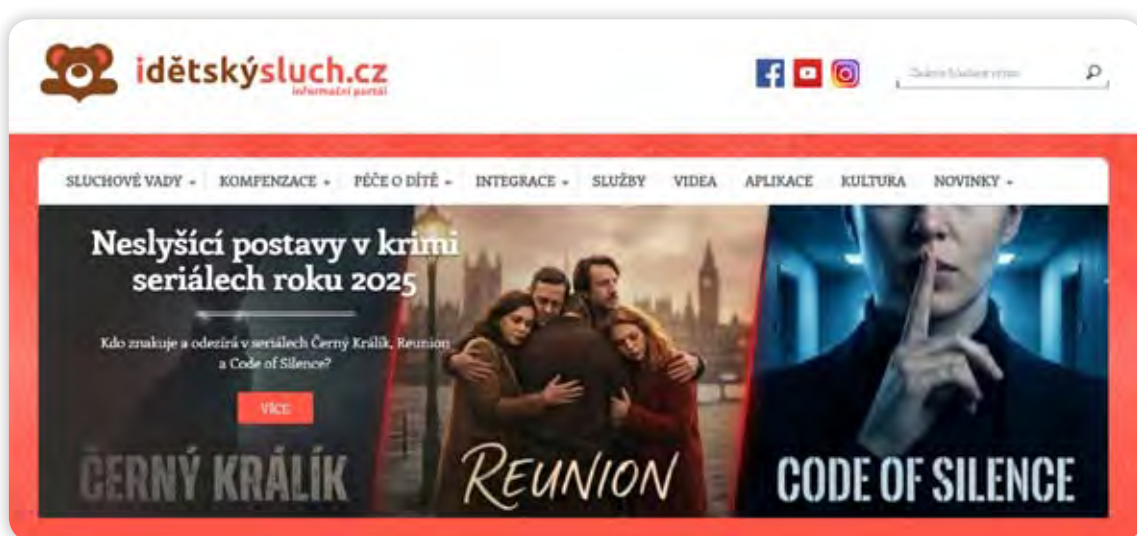 idětskýsluch.cz
informační portál
SLUCHOVÉ VADY KOMPENZACE PÉČE O DÍTĚ INTEGRACE SLUŽBY VIDEA APLIKACE KULTURA NOVINKY
Neslyšící postavy v krimi
seriálech roku 2025
Kdo znakuje a odezírá v seriálech Černý Králík, Reunion
a Code of Silence?
VÍCE
ČERNÝ KRÁLÍK
REUNION
CODE OF SILENCE